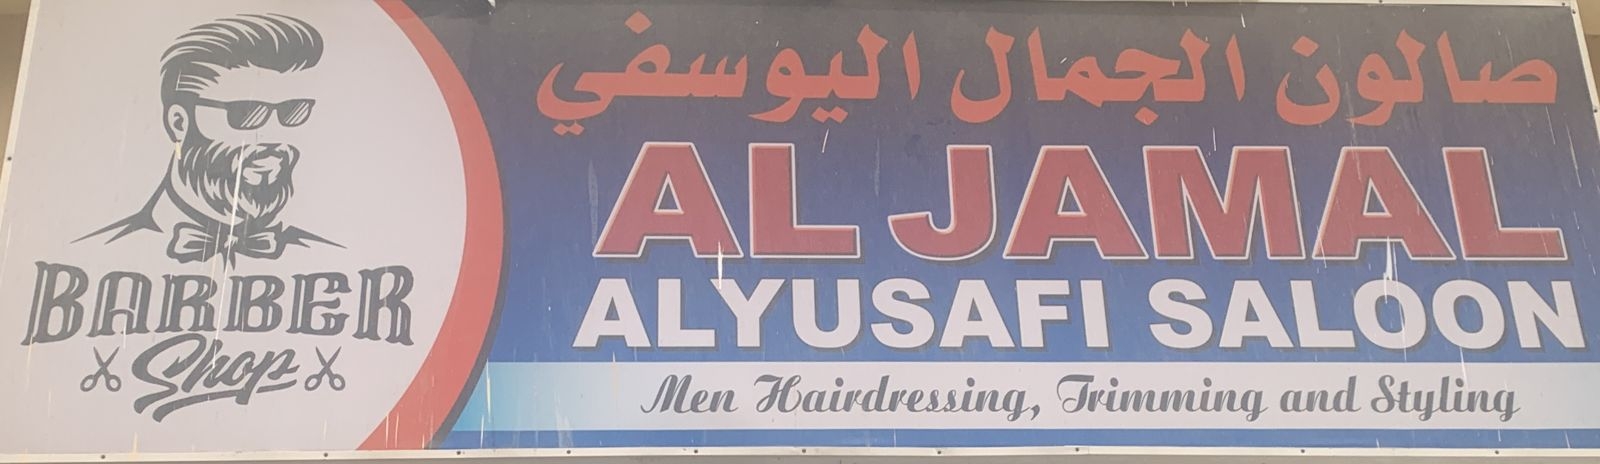 صالون الجمال اليوسفي
AL JAMAL
ALYUSAFI SALOON
Men Hairdressing, Trimming and Styling
BARBER
Shop